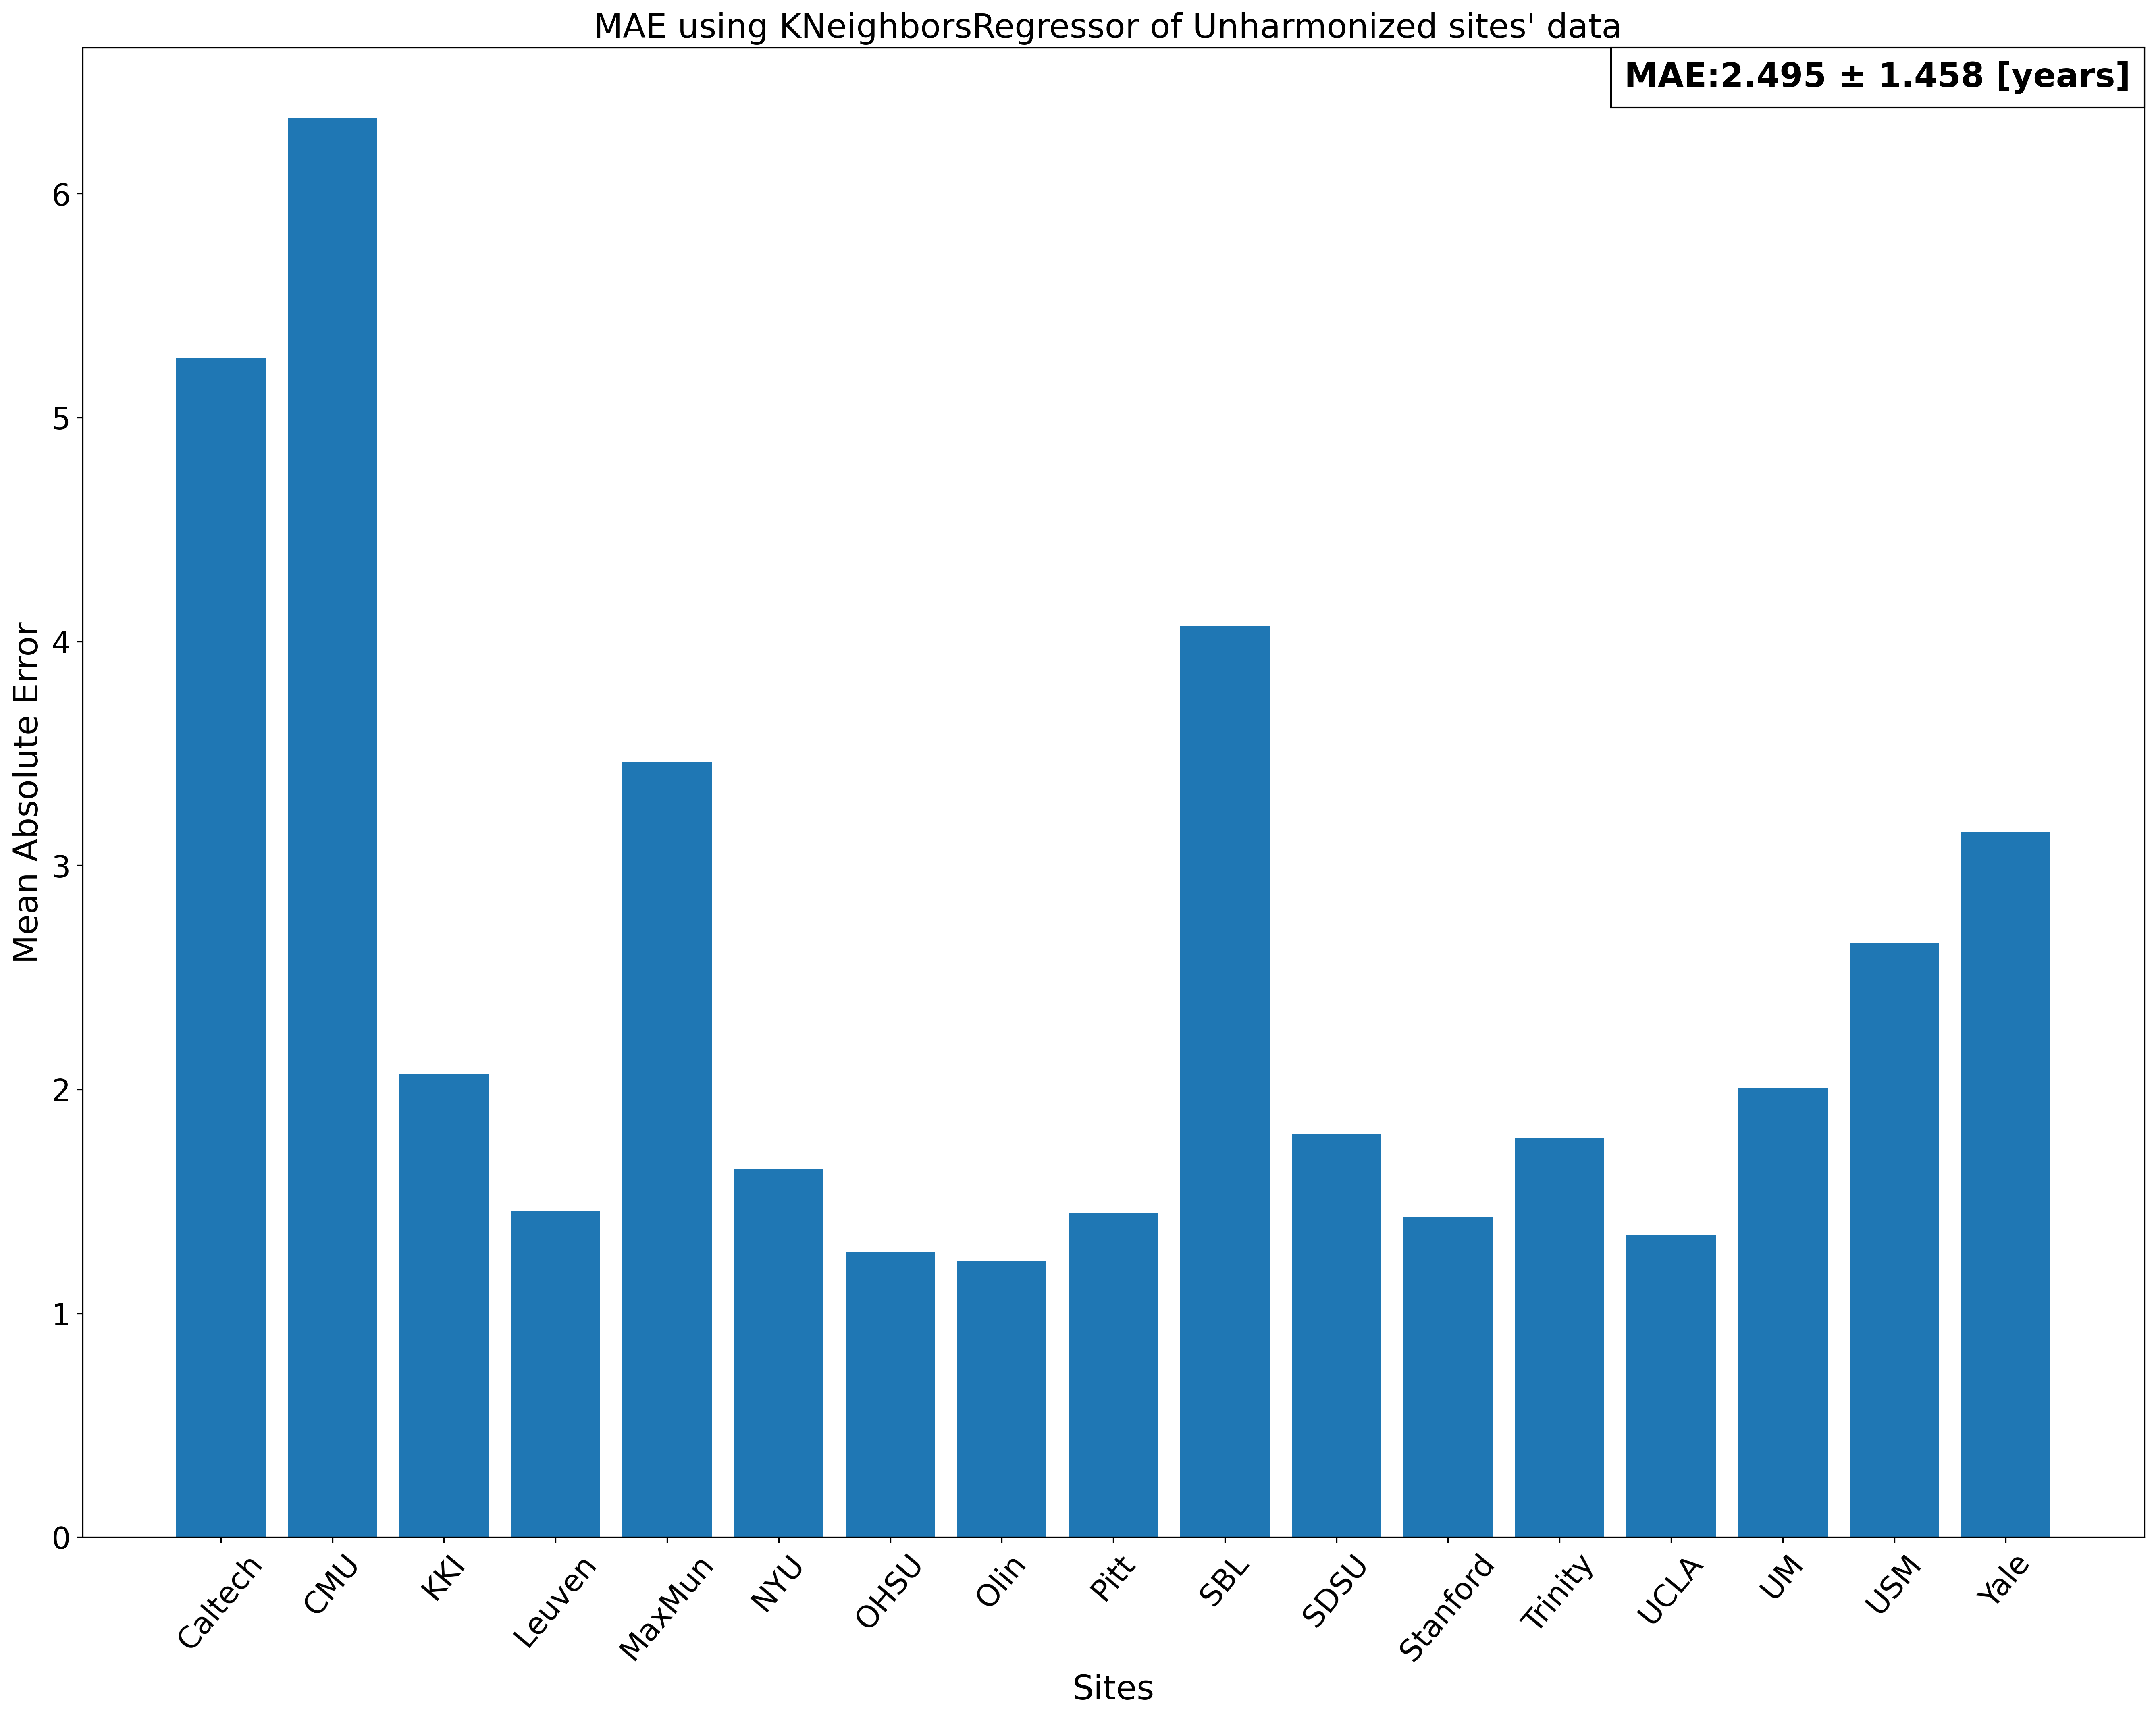 MAE using KNeighborsRegressor of Unharmonized sites' data
MAE:2.495 ± 1.458 [years]
Mean Absolute Error
6
5
4
3
2
1
0
Caltech
CMU
KKI
Leuven
MaxMun
NYU
OHSU
Olin
Pitt
SBL
SDSU
Stanford
Trinity
UCLA
UM
USM
Yale
Sites